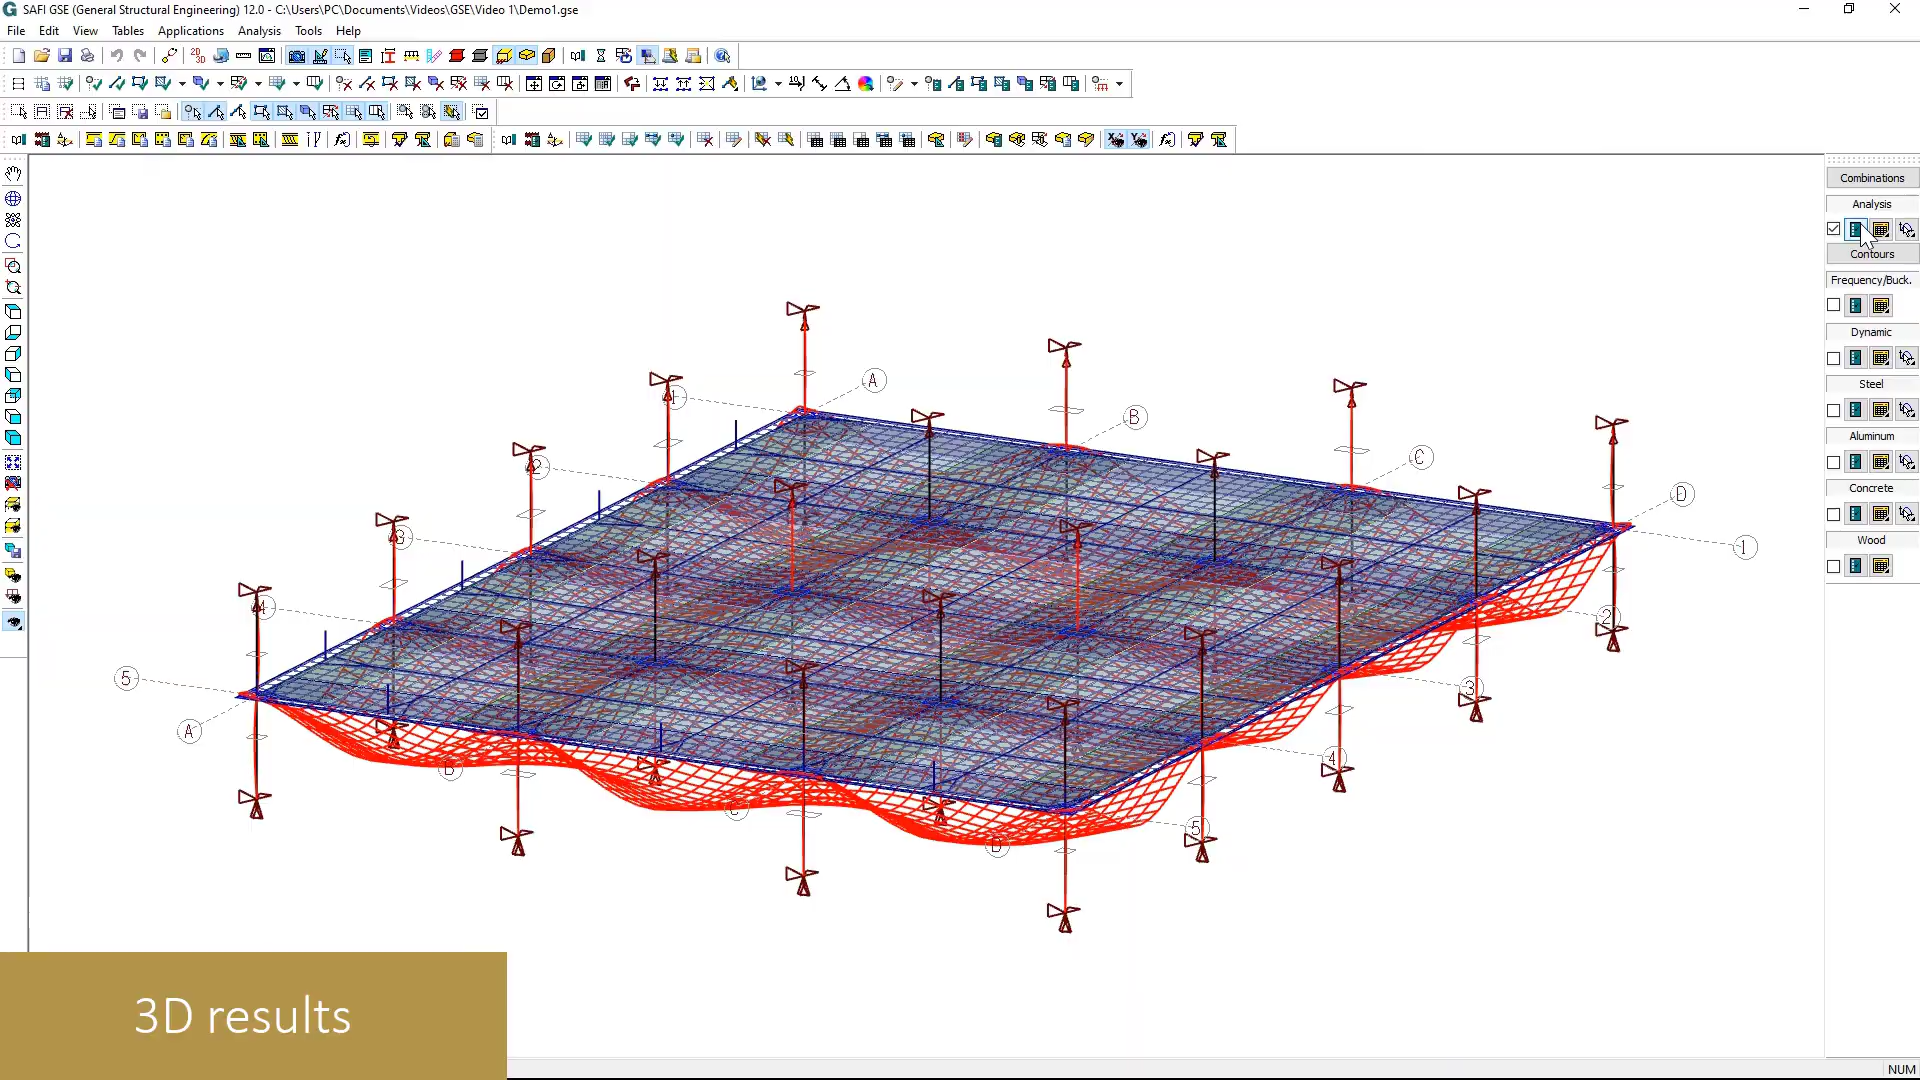 SAFI GSE (General Structural Engineering) 12.0 - C:\Users\PC\Documents\Videos\GSE\Video 1\Demo1.gse
File Edit View Tables Applications Analysis Tools Help
Combinations
Analysis
Contours
Frequency/Buck.
Dynamic
Steel
Aluminum
Concrete
Wood
A
1
B
2
C
D
3
1
4
2
5
3
A
4
B
C
5
D
3D results
NUM